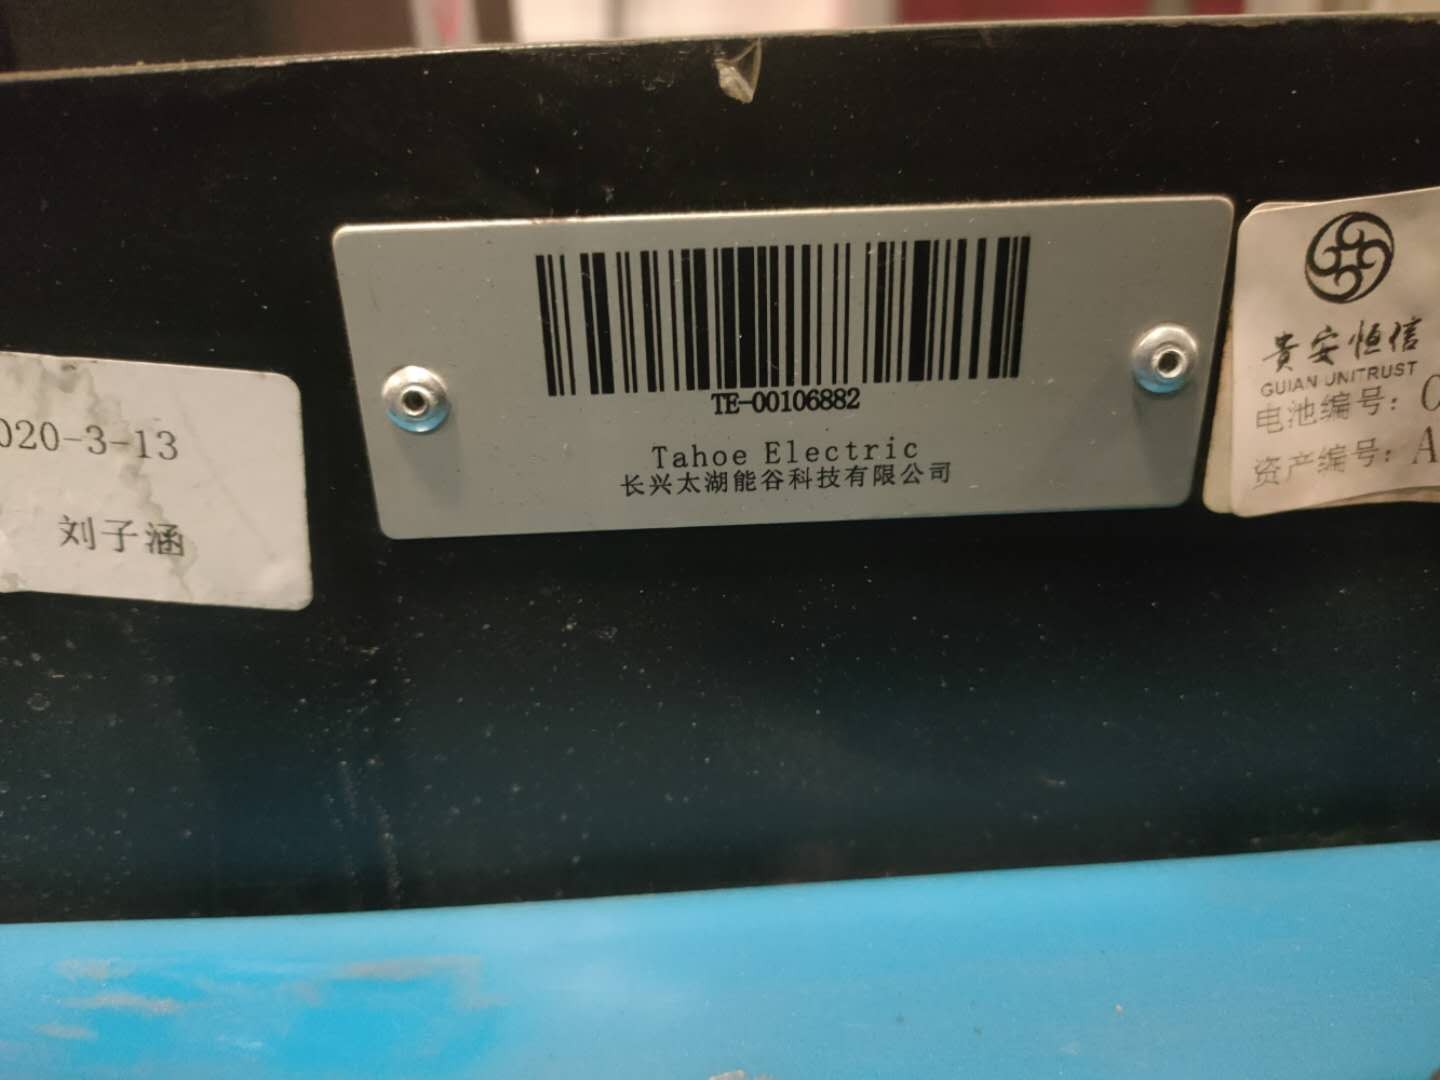 020-3-13
刘子涵
TE-00106882
Tahoe Electric
长兴太湖能谷科技有限公司
贵安恒信
GUIAN UNITRUST
电池编号:
资产编号: A